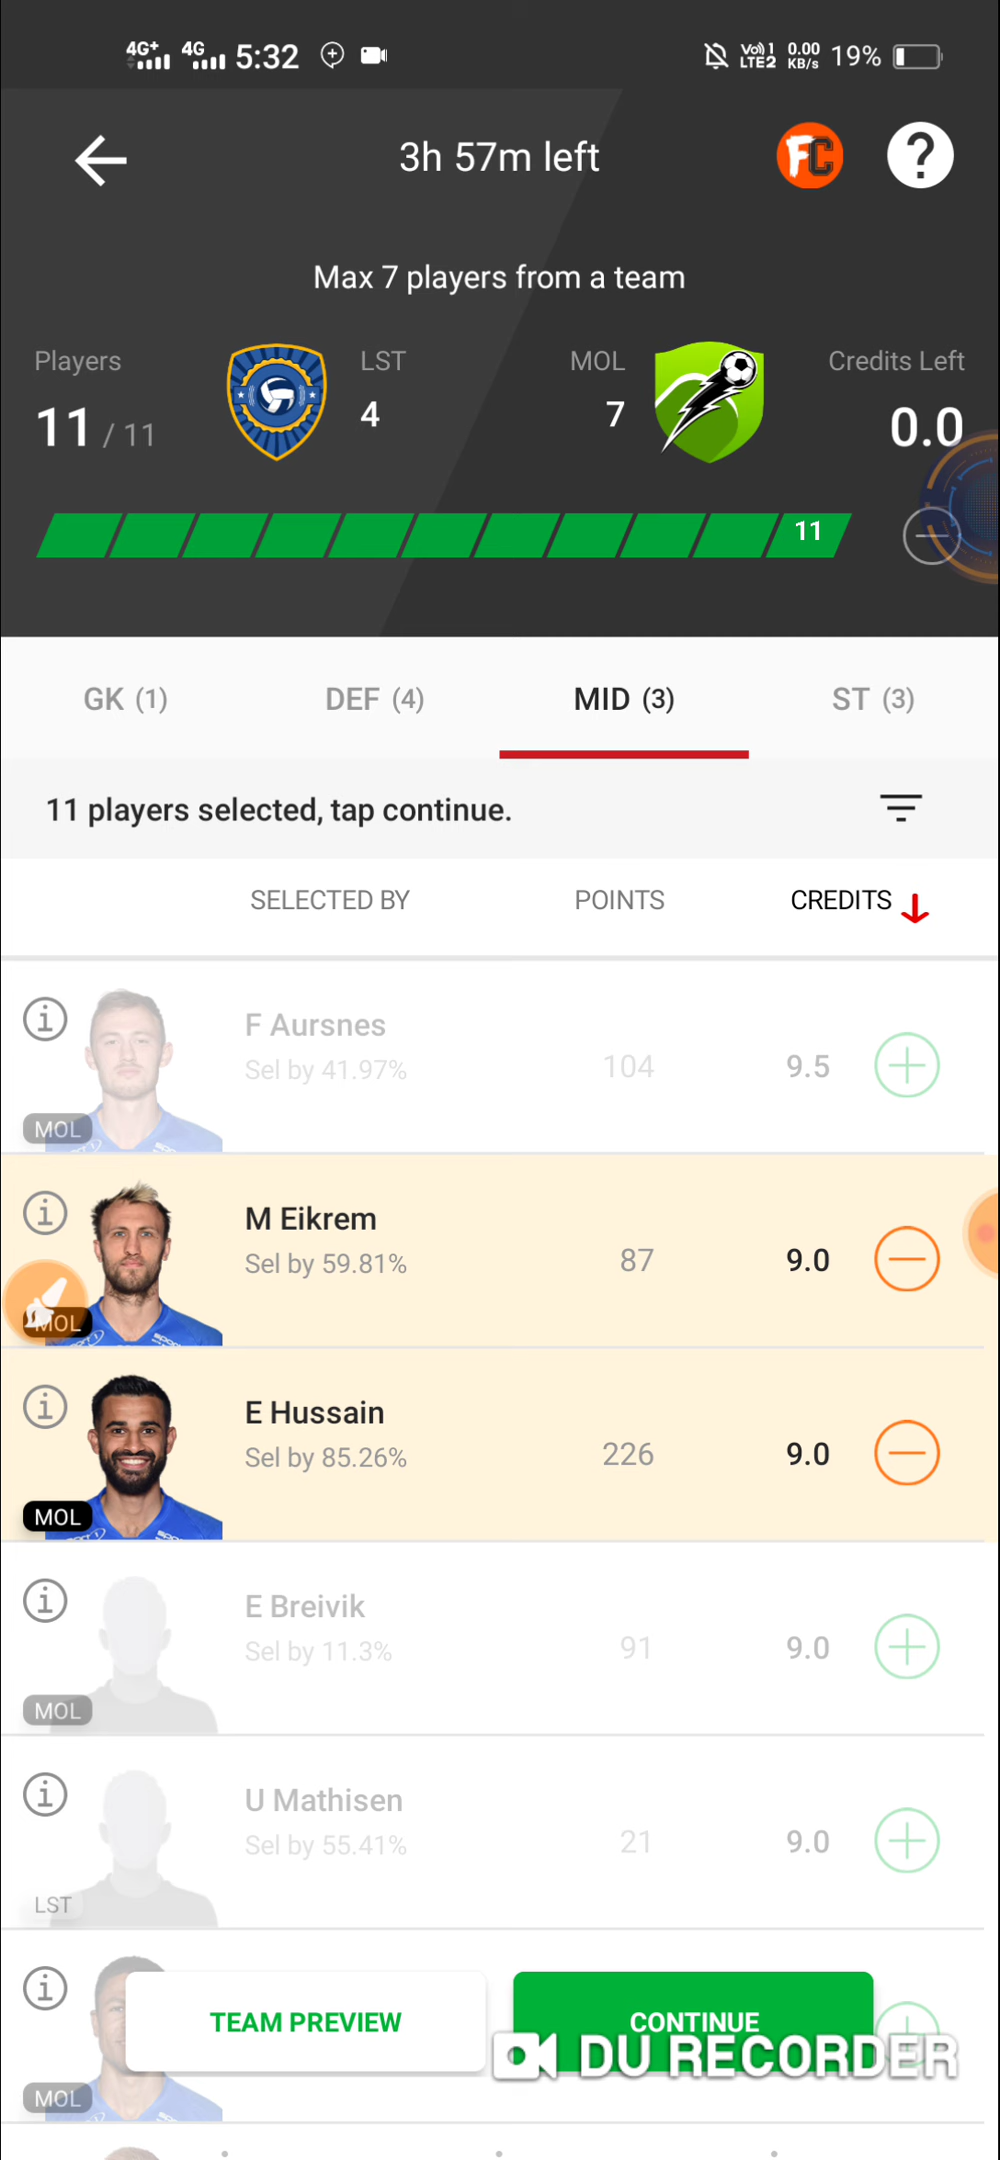 4G+ 4G 5:32 Vo) 1 LTE2 0.00 KB/s 19%
3h 57m left FC ?
Max 7 players from a team
Players LST MOL Credits Left
11 / 11 4 7 0.0
11
GK (1) DEF (4) MID (3) ST (3)
11 players selected, tap continue.
SELECTED BY POINTS CREDITS
F Aursnes
Sel by 41.97% 104 9.5
MOL
M Eikrem
Sel by 59.81% 87 9.0
MOL
E Hussain
Sel by 85.26% 226 9.0
MOL
E Breivik
Sel by 11.3% 91 9.0
MOL
U Mathisen
Sel by 55.41% 21 9.0
LST
TEAM PREVIEW CONTINUE
DU RECORDER
MOL